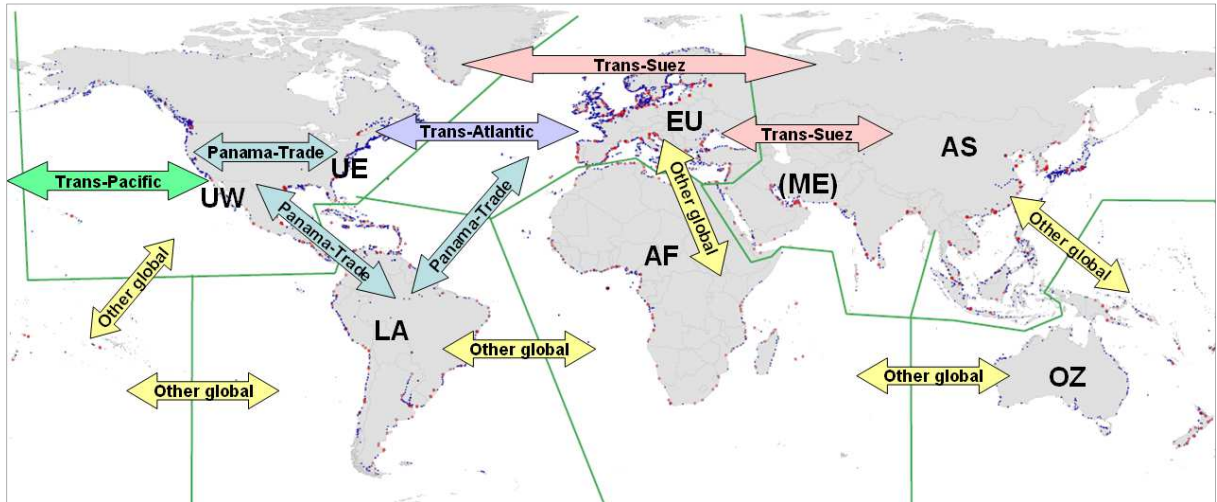 Trans-Suez
Trans-Atlantic
EU
Trans-Suez
AS
Panama-Trade
UE
Trans-Pacific
UW
(ME)
Panama-Trade
Panama-Trade
Other global
Other global
Other global
AF
LA
Other global
Other global
Other global
OZ